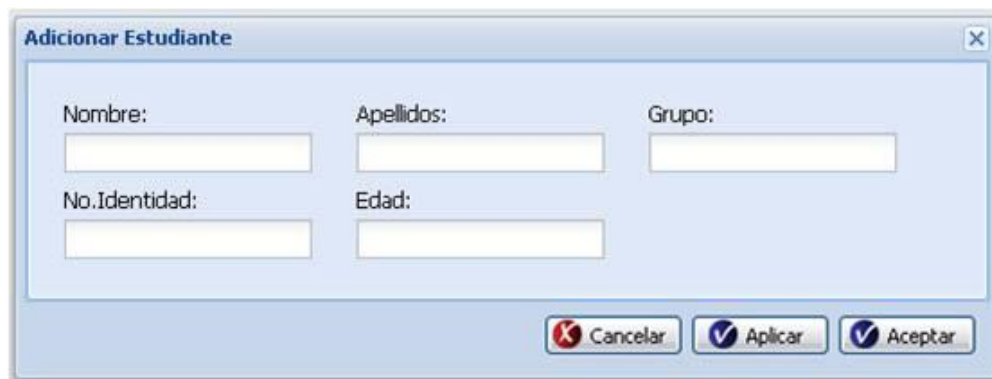 Adicionar Estudiante
Nombre: Apellidos: Grupo:
No.Identidad: Edad:
Cancelar Aplicar Aceptar